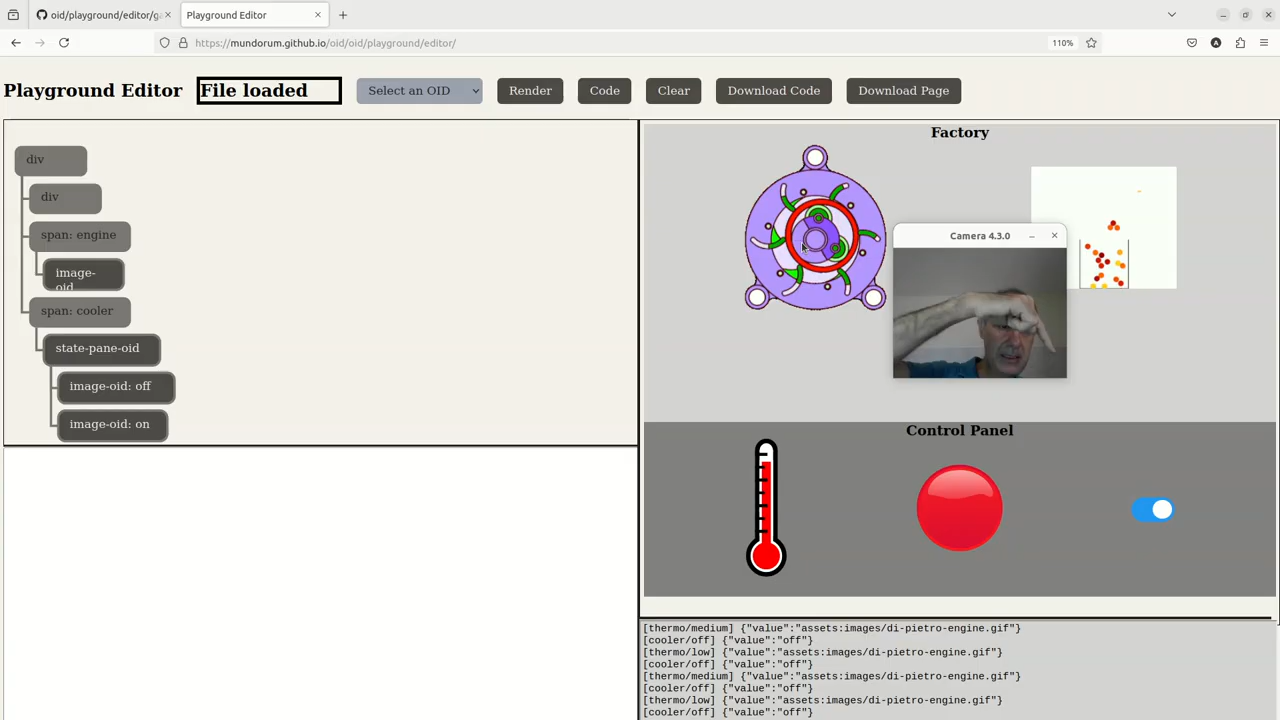 oid/playground/editor/ga
Playground Editor
https://mundorum.github.io/oid/oid/playground/editor/
110%
Playground Editor
File loaded
Select an OID
Render
Code
Clear
Download Code
Download Page
div
div
span: engine
image-
oid
span: cooler
state-pane-oid
image-oid: off
image-oid: on
Factory
Camera 4.3.0
Control Panel
[thermo/medium] {"value":"assets:images/di-pietro-engine.gif"}
[cooler/off] {"value":"off"}
[thermo/low] {"value":"assets:images/di-pietro-engine.gif"}
[cooler/off] {"value":"off"}
[thermo/medium] {"value":"assets:images/di-pietro-engine.gif"}
[cooler/off] {"value":"off"}
[thermo/low] {"value":"assets:images/di-pietro-engine.gif"}
[cooler/off] {"value":"off"}